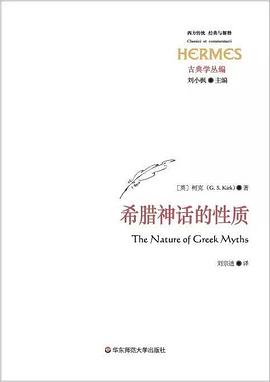 西方传统 经典与解释
Classici et commentarii
HERMES
古典学丛编
刘小枫 主编
[英] 柯克 (G. S. Kirk) 著
希腊神话的性质
The Nature of Greek Myths
刘宗迪 译
华东师范大学出版社